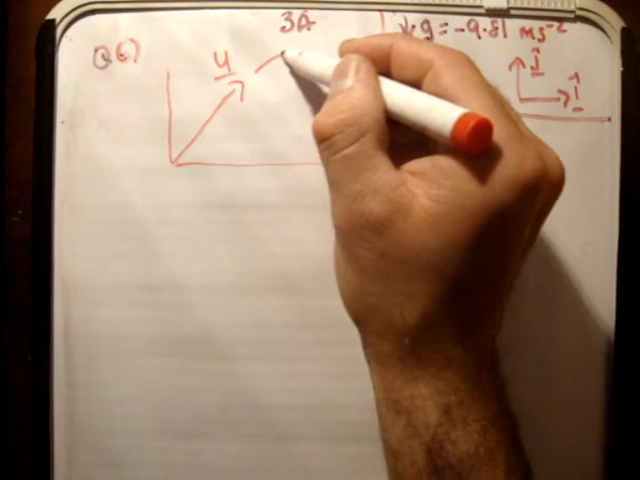 3A
↓ g = -9.81 ms⁻²
Q6)
u
ĵ
î